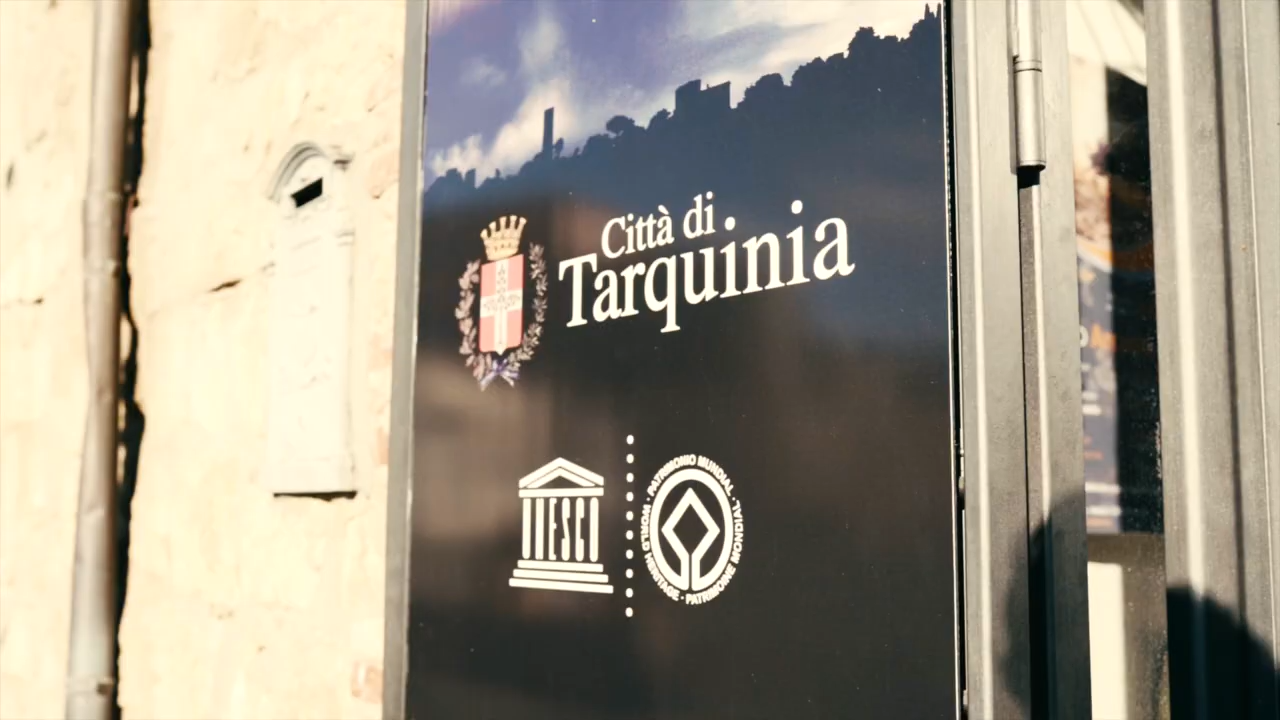 Città di
Tarquinia
UNESCO
PATRIMONIO MUNDIAL · WORLD HERITAGE · PATRIMOINE MONDIAL ·